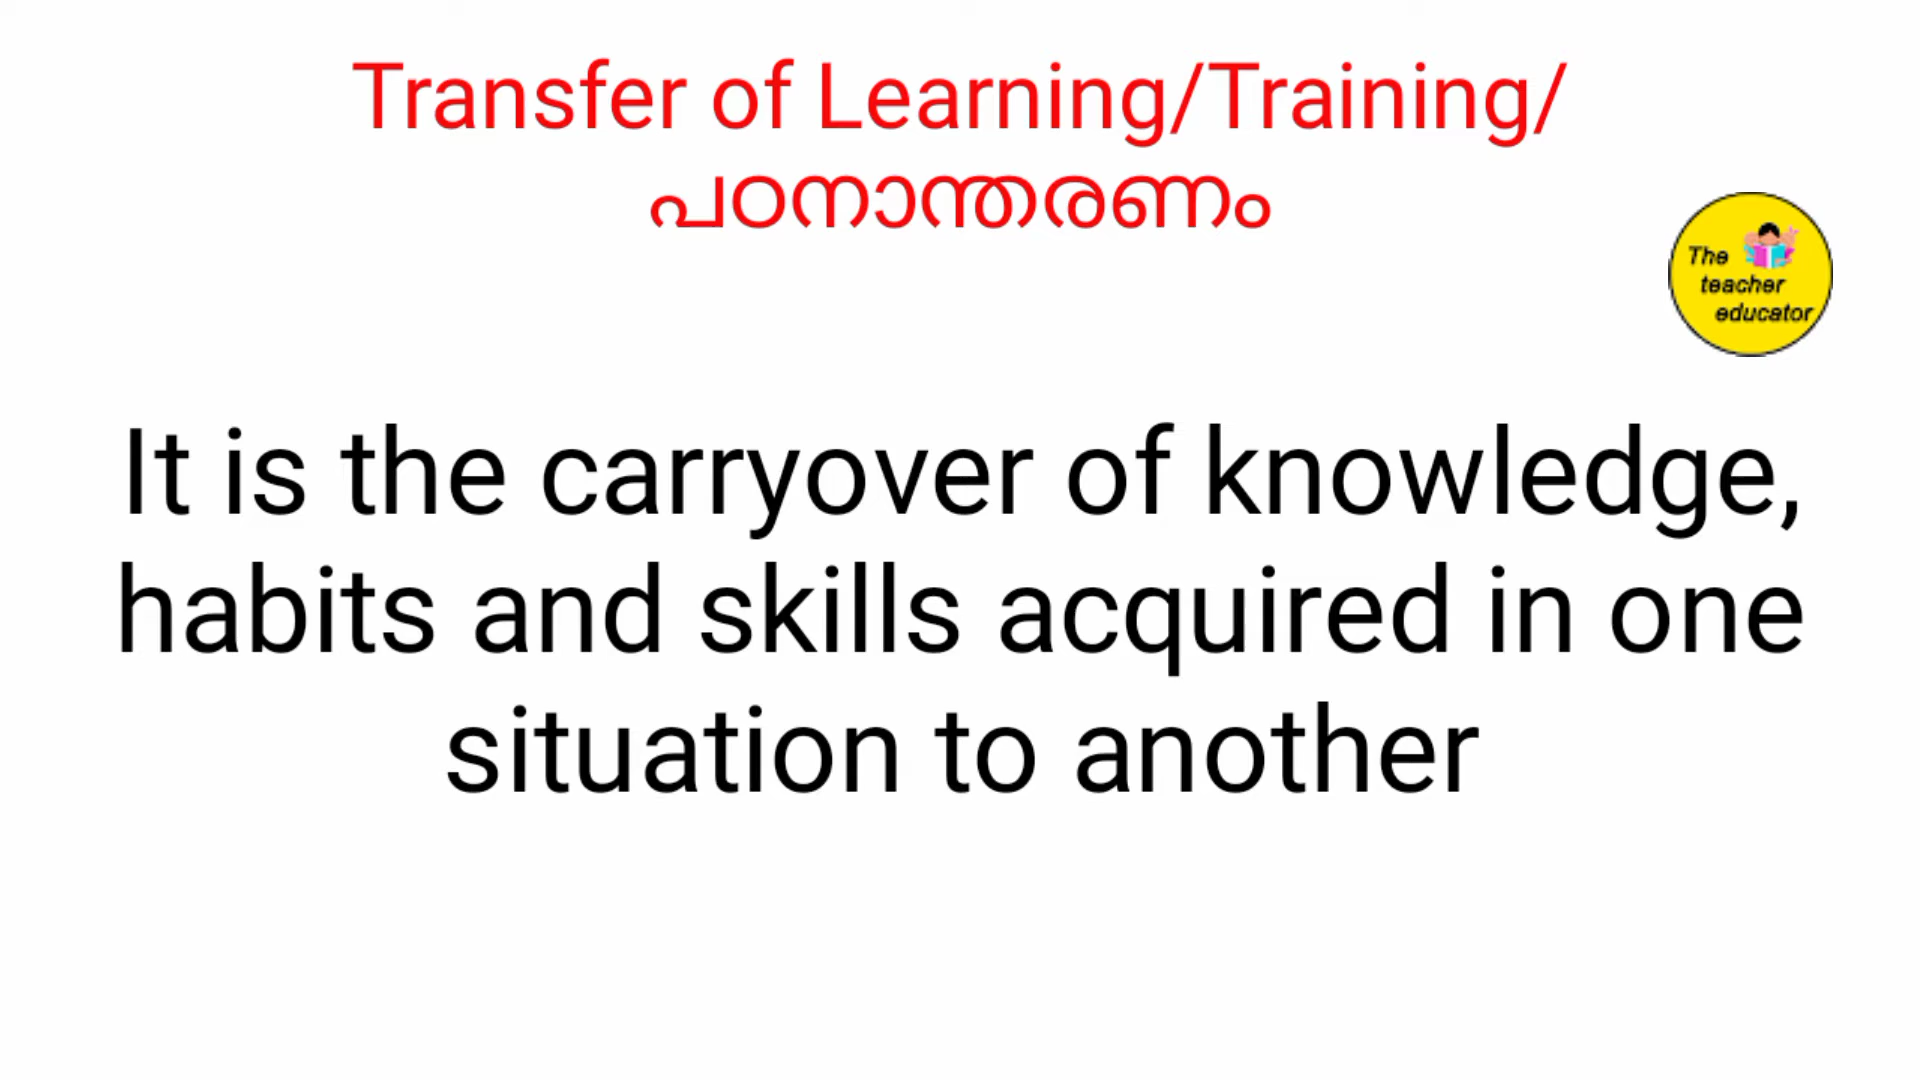 Transfer of Learning/Training/
പഠനാന്തരണം
The
teacher
educator
It is the carryover of knowledge,
habits and skills acquired in one
situation to another